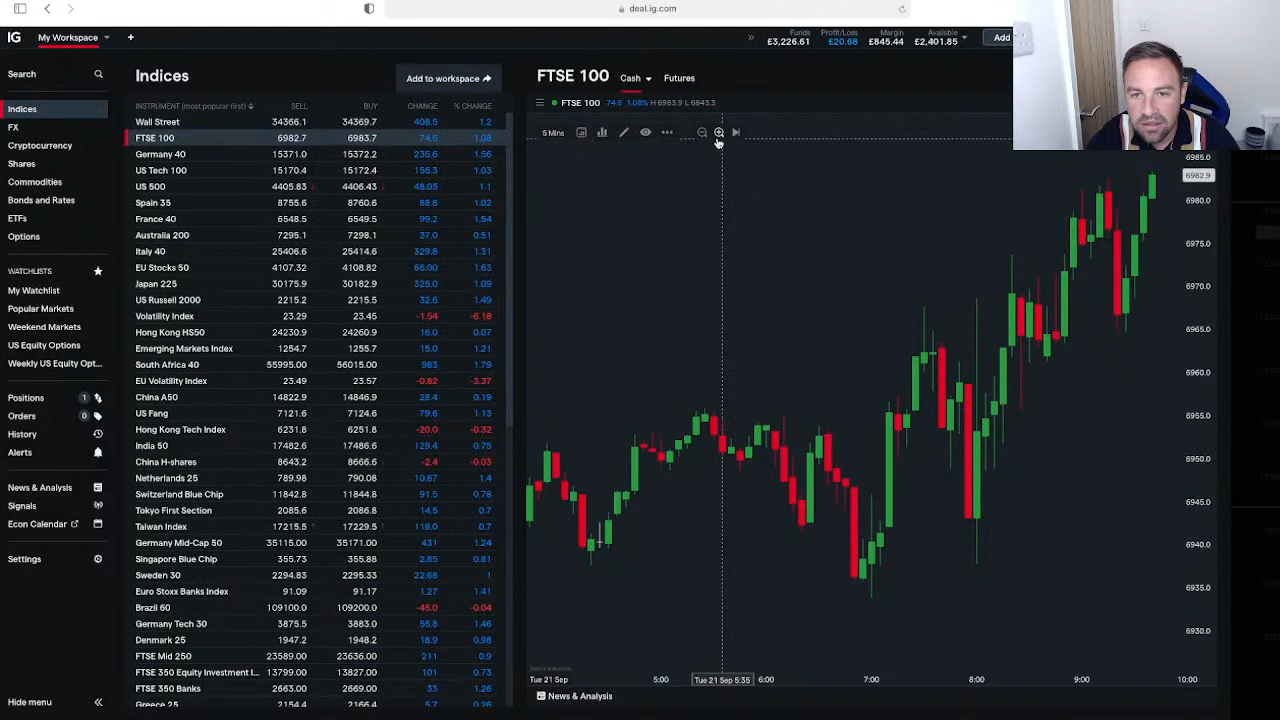 deal.ig.com
IG My Workspace +
Funds £3,226.61
Profit/Loss £20.68
Margin £845.44
Available £2,401.85
Add
Search
Indices
FX
Cryptocurrency
Shares
Commodities
Bonds and Rates
ETFs
Options
WATCHLISTS
My Watchlist
Popular Markets
Weekend Markets
US Equity Options
Weekly US Equity Opt...
Positions 1
Orders 0
History
Alerts
News & Analysis
Signals
Econ Calendar
Settings
Hide menu
Indices
Add to workspace
INSTRUMENT (most popular first) SELL BUY CHANGE % CHANGE
Wall Street 34366.1 34369.7 408.5 1.2
FTSE 100 6982.7 6983.7 74.6 1.08
Germany 40 15371.0 15372.2 235.6 1.56
US Tech 100 15170.4 15172.4 155.3 1.03
US 500 4405.83 4406.43 48.05 1.1
Spain 35 8755.6 8760.6 88.8 1.02
France 40 6548.5 6549.5 99.2 1.54
Australia 200 7295.1 7298.1 37.0 0.51
Italy 40 25406.6 25414.6 329.8 1.31
EU Stocks 50 4107.32 4108.82 66.00 1.63
Japan 225 30175.9 30182.9 325.0 1.09
US Russell 2000 2215.2 2215.5 32.6 1.49
Volatility Index 23.29 23.45 -1.54 -6.18
Hong Kong HS50 24230.9 24260.9 16.0 0.07
Emerging Markets Index 1254.7 1255.7 15.0 1.21
South Africa 40 55995.00 56015.00 983 1.79
EU Volatility Index 23.49 23.57 -0.82 -3.37
China A50 14822.9 14846.9 28.4 0.19
US Fang 7121.6 7124.6 79.6 1.13
Hong Kong Tech Index 6231.8 6251.8 -20.0 -0.32
India 50 17482.6 17486.6 129.4 0.75
China H-shares 8643.2 8666.6 -2.4 -0.03
Netherlands 25 789.98 790.08 10.87 1.4
Switzerland Blue Chip 11842.8 11844.8 91.5 0.78
Tokyo First Section 2085.6 2086.8 14.5 0.7
Taiwan Index 17215.5 17229.5 119.0 0.7
Germany Mid-Cap 50 35115.00 35171.00 431 1.24
Singapore Blue Chip 355.73 355.88 2.85 0.81
Sweden 30 2294.83 2295.33 22.68 1
Euro Stoxx Banks Index 91.09 91.17 1.27 1.41
Brazil 60 109100.0 109200.0 -45.0 -0.04
Germany Tech 30 3875.5 3883.0 55.8 1.46
Denmark 25 1947.2 1948.2 18.9 0.98
FTSE Mid 250 23589.00 23636.00 211 0.9
FTSE 350 Equity Investment I... 13791.00 13827.00 101 0.73
FTSE 350 Banks 2663.00 2669.00 33 1.26
Greece 25 2154.4 2192.4 5.7 0.26
FTSE 100 Cash Futures
FTSE 100 74.6 1.08% H 6983.9 L 6843.3
5 Mins
6985.0
6982.9
6980.0
6975.0
6970.0
6965.0
6960.0
6955.0
6950.0
6945.0
6940.0
6935.0
6930.0
Data is indicative
Tue 21 Sep 5:00 Tue 21 Sep 5:35 6:00 7:00 8:00 9:00 10:00
News & Analysis